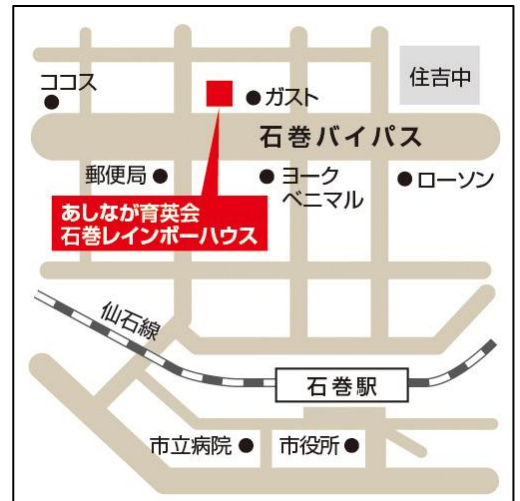 ココス
ガスト
住吉中
石巻バイパス
郵便局
ヨーク
ベニマル
ローソン
あしなが育英会
石巻レインボーハウス
仙石線
石巻駅
市立病院
市役所